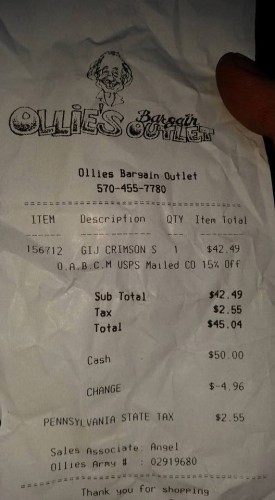 OLLIE'S Bargain OUTLET
Ollies Bargain Outlet
570-455-7780
ITEM Description QTY Item Total
156712 GIJ CRIMSON S 1 $42.49
O.A.B.C.M USPS Mailed CO 15% Off
Sub Total $42.49
Tax $2.55
Total $45.04
Cash $50.00
CHANGE $-4.96
PENNSYLVANIA STATE TAX $2.55
Sales Associate: Angel
Ollies Army # : 02919680
Thank you for shopping